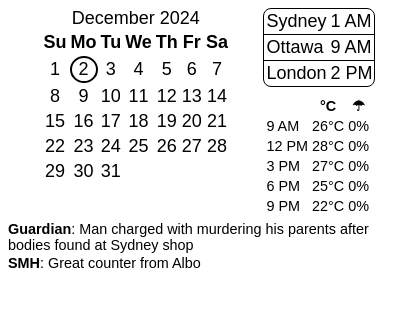 December 2024
Su Mo Tu We Th Fr Sa
1 2 3 4 5 6 7
8 9 10 11 12 13 14
15 16 17 18 19 20 21
22 23 24 25 26 27 28
29 30 31
Sydney 1 AM
Ottawa 9 AM
London 2 PM
°C ☂
9 AM 26°C 0%
12 PM 28°C 0%
3 PM 27°C 0%
6 PM 25°C 0%
9 PM 22°C 0%
Guardian: Man charged with murdering his parents after
bodies found at Sydney shop
SMH: Great counter from Albo